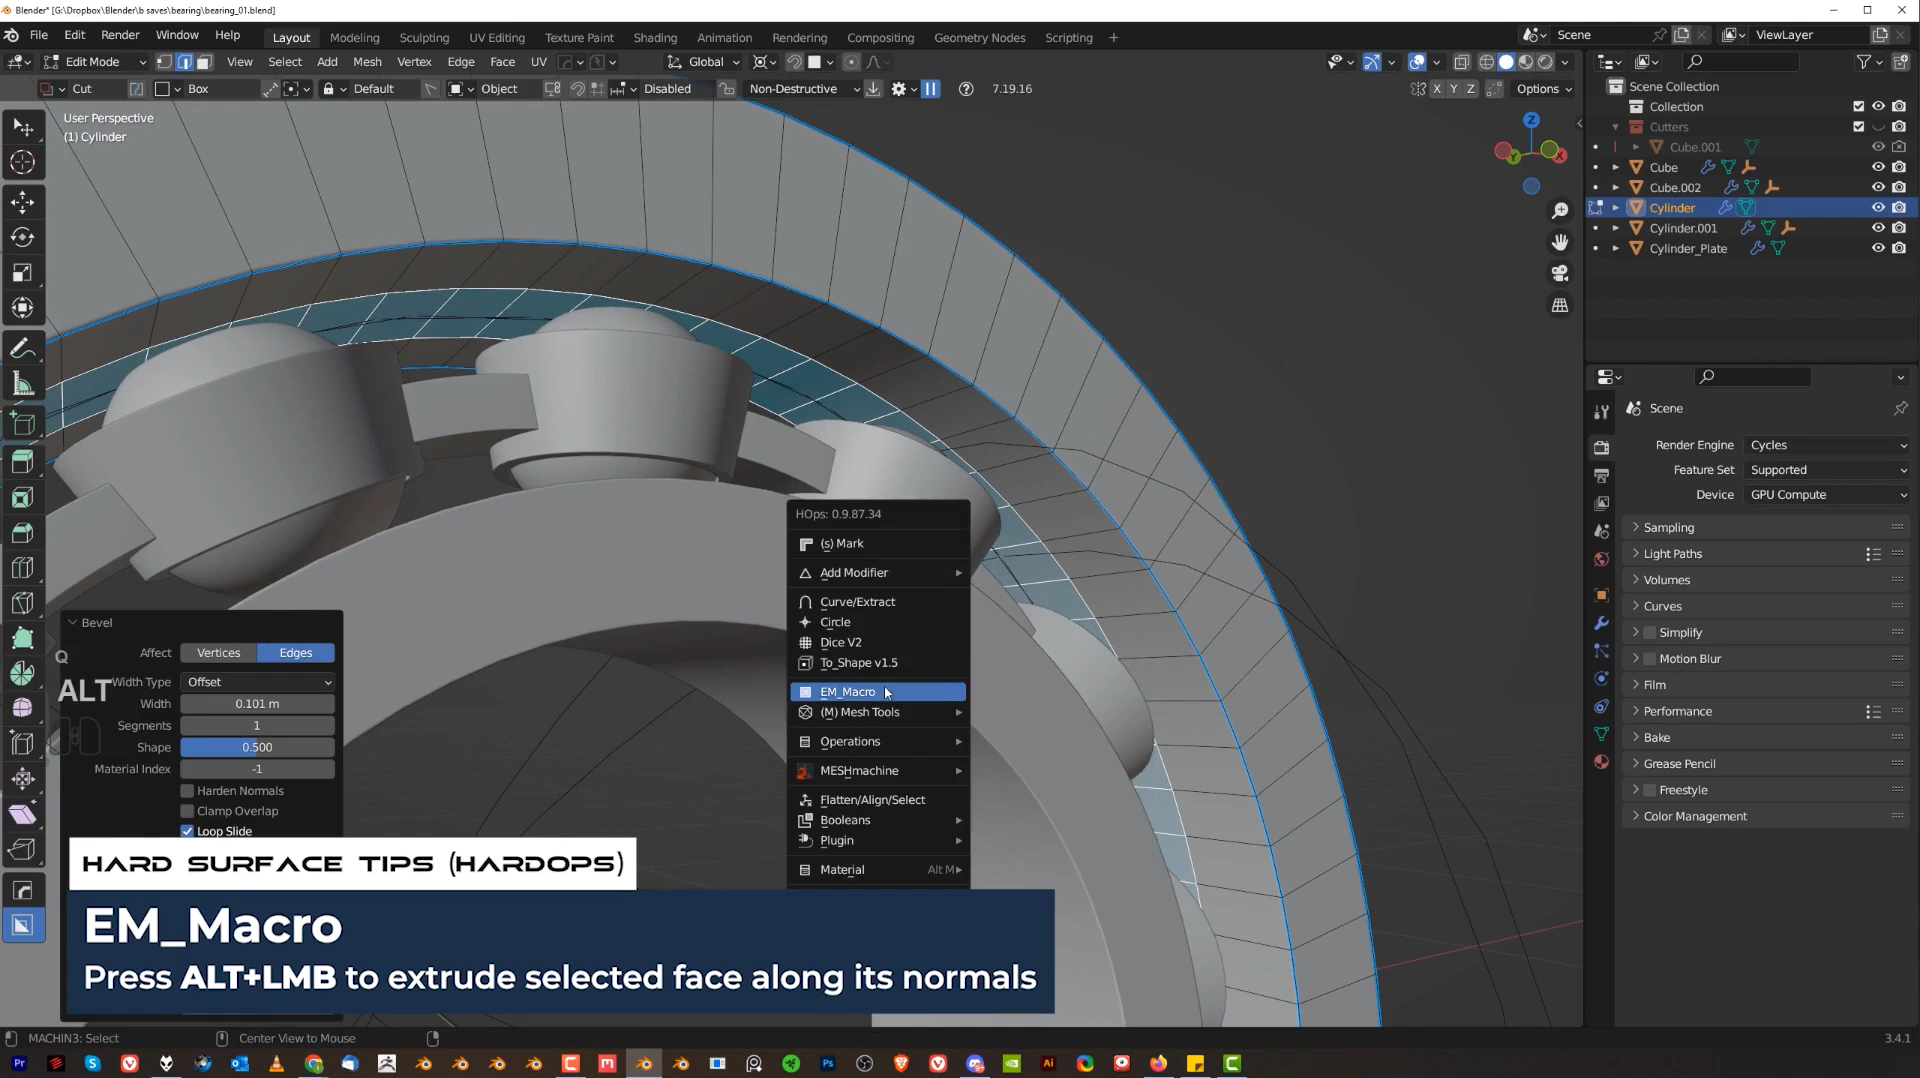 Blender* [G:\Dropbox\Blender\b saves\bearing\bearing_01.blend]
File Edit Render Window Help Layout Modeling Sculpting UV Editing Texture Paint Shading Animation Rendering Compositing Geometry Nodes Scripting + Scene ViewLayer
Edit Mode View Select Add Mesh Vertex Edge Face UV Global
Cut Box Default Object Disabled Non-Destructive 7.19.16 X Y Z Options
User Perspective
(1) Cylinder
Z
Y X
Scene Collection
Collection
Cutters
Cube.001
Cube
Cube.002
Cylinder
Cylinder.001
Cylinder_Plate
Scene
Render Engine Cycles
Feature Set Supported
Device GPU Compute
Sampling
Light Paths
Volumes
Curves
Simplify
Motion Blur
Film
Performance
Bake
Grease Pencil
Freestyle
Color Management
HOps: 0.9.87.34
(s) Mark
Add Modifier
Curve/Extract
Circle
Dice V2
To_Shape v1.5
EM_Macro
(M) Mesh Tools
Operations
MESHmachine
Flatten/Align/Select
Booleans
Plugin
Material Alt M
Bevel
Affect Vertices Edges
Width Type Offset
Width 0.101 m
Segments 1
Shape 0.500
Material Index -1
Harden Normals
Clamp Overlap
Loop Slide
Q
ALT
HARD SURFACE TIPS (HARDOPS)
EM_Macro
Press ALT+LMB to extrude selected face along its normals
MACHIN3: Select Center View to Mouse 3.4.1